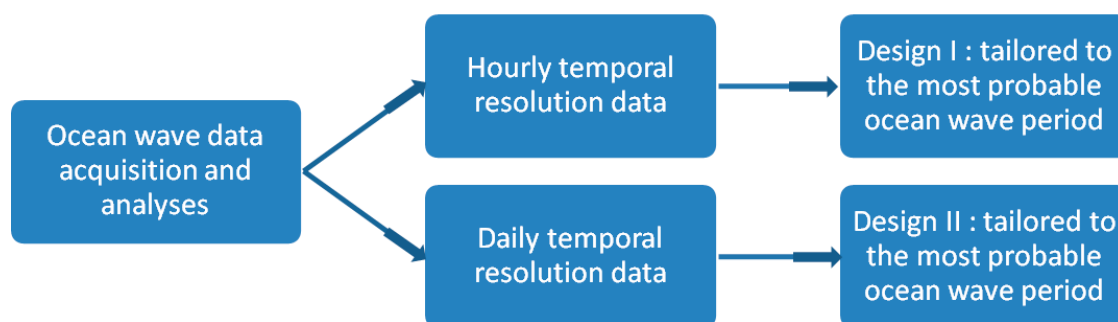 Ocean wave data
acquisition and
analyses
Hourly temporal
resolution data
Design I : tailored to
the most probable
ocean wave period
Daily temporal
resolution data
Design II : tailored to
the most probable
ocean wave period